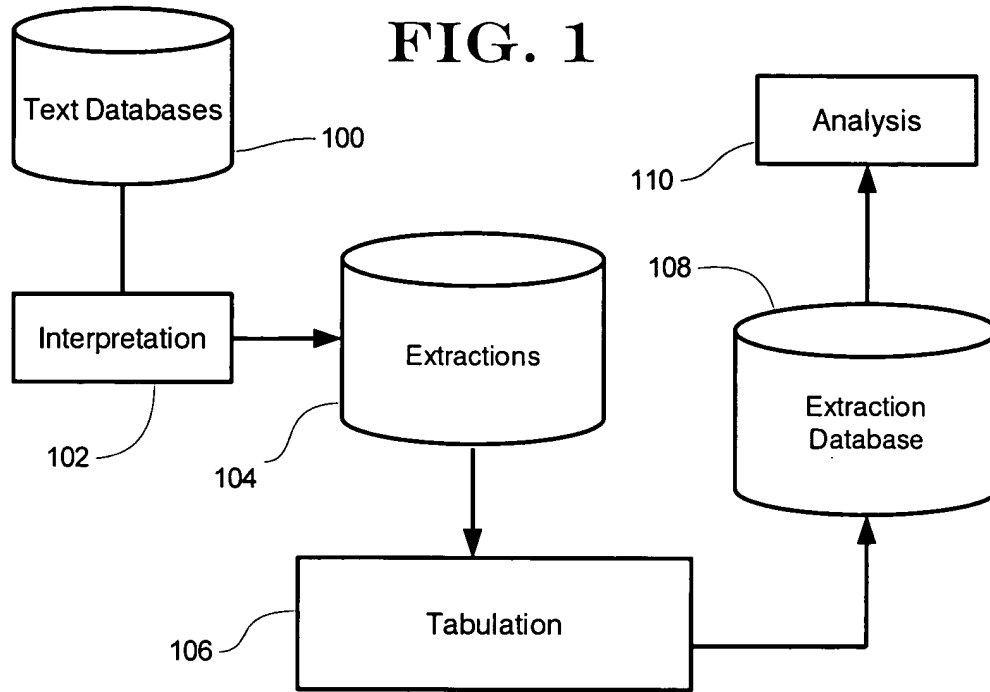 FIG. 1
Text Databases
100
Interpretation
102
Extractions
104
Tabulation
106
Extraction
Database
108
Analysis
110